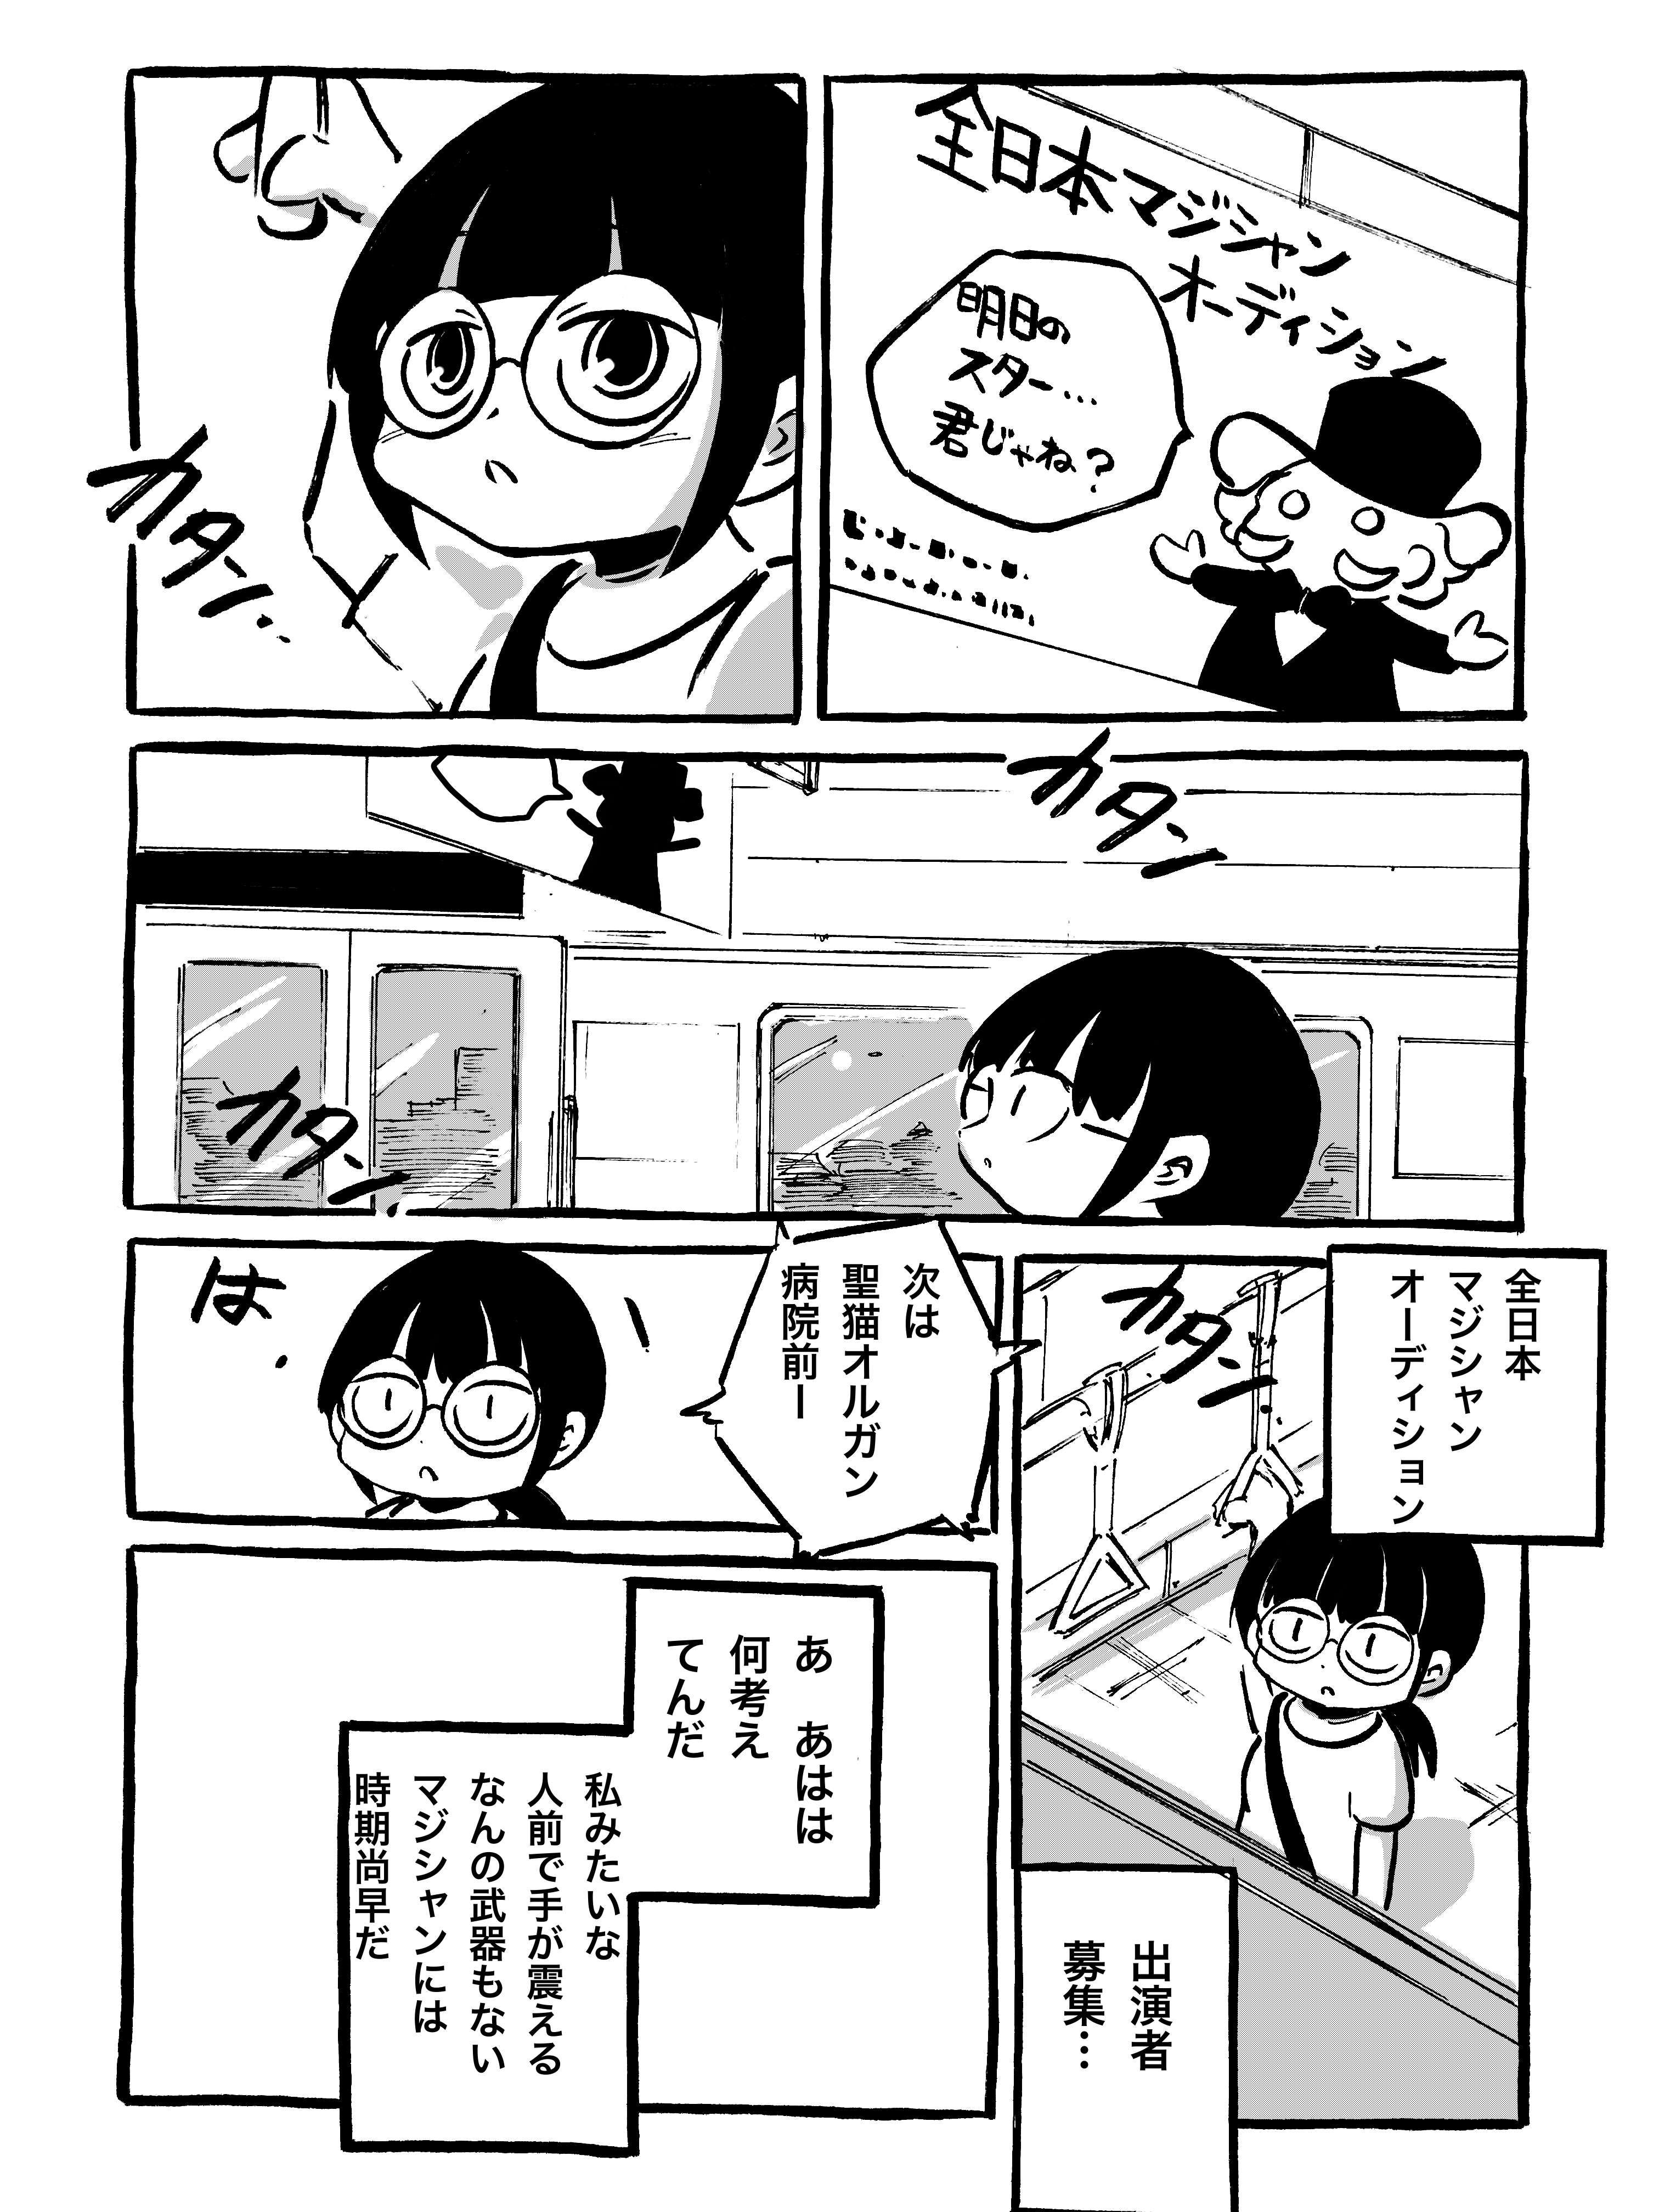 全日本マジシャン
オーディション
明日の
スター…
君じゃね?
カタン..
カタン
カタン.
全日本
マジシャン
オーディション
カタン..
出演者
募集…
次は
聖猫オルガン
病院前ー
は.
あ　あはは
何考え
てんだ
私みたいな
人前で手が震える
なんの武器もない
マジシャンには
時期尚早だ